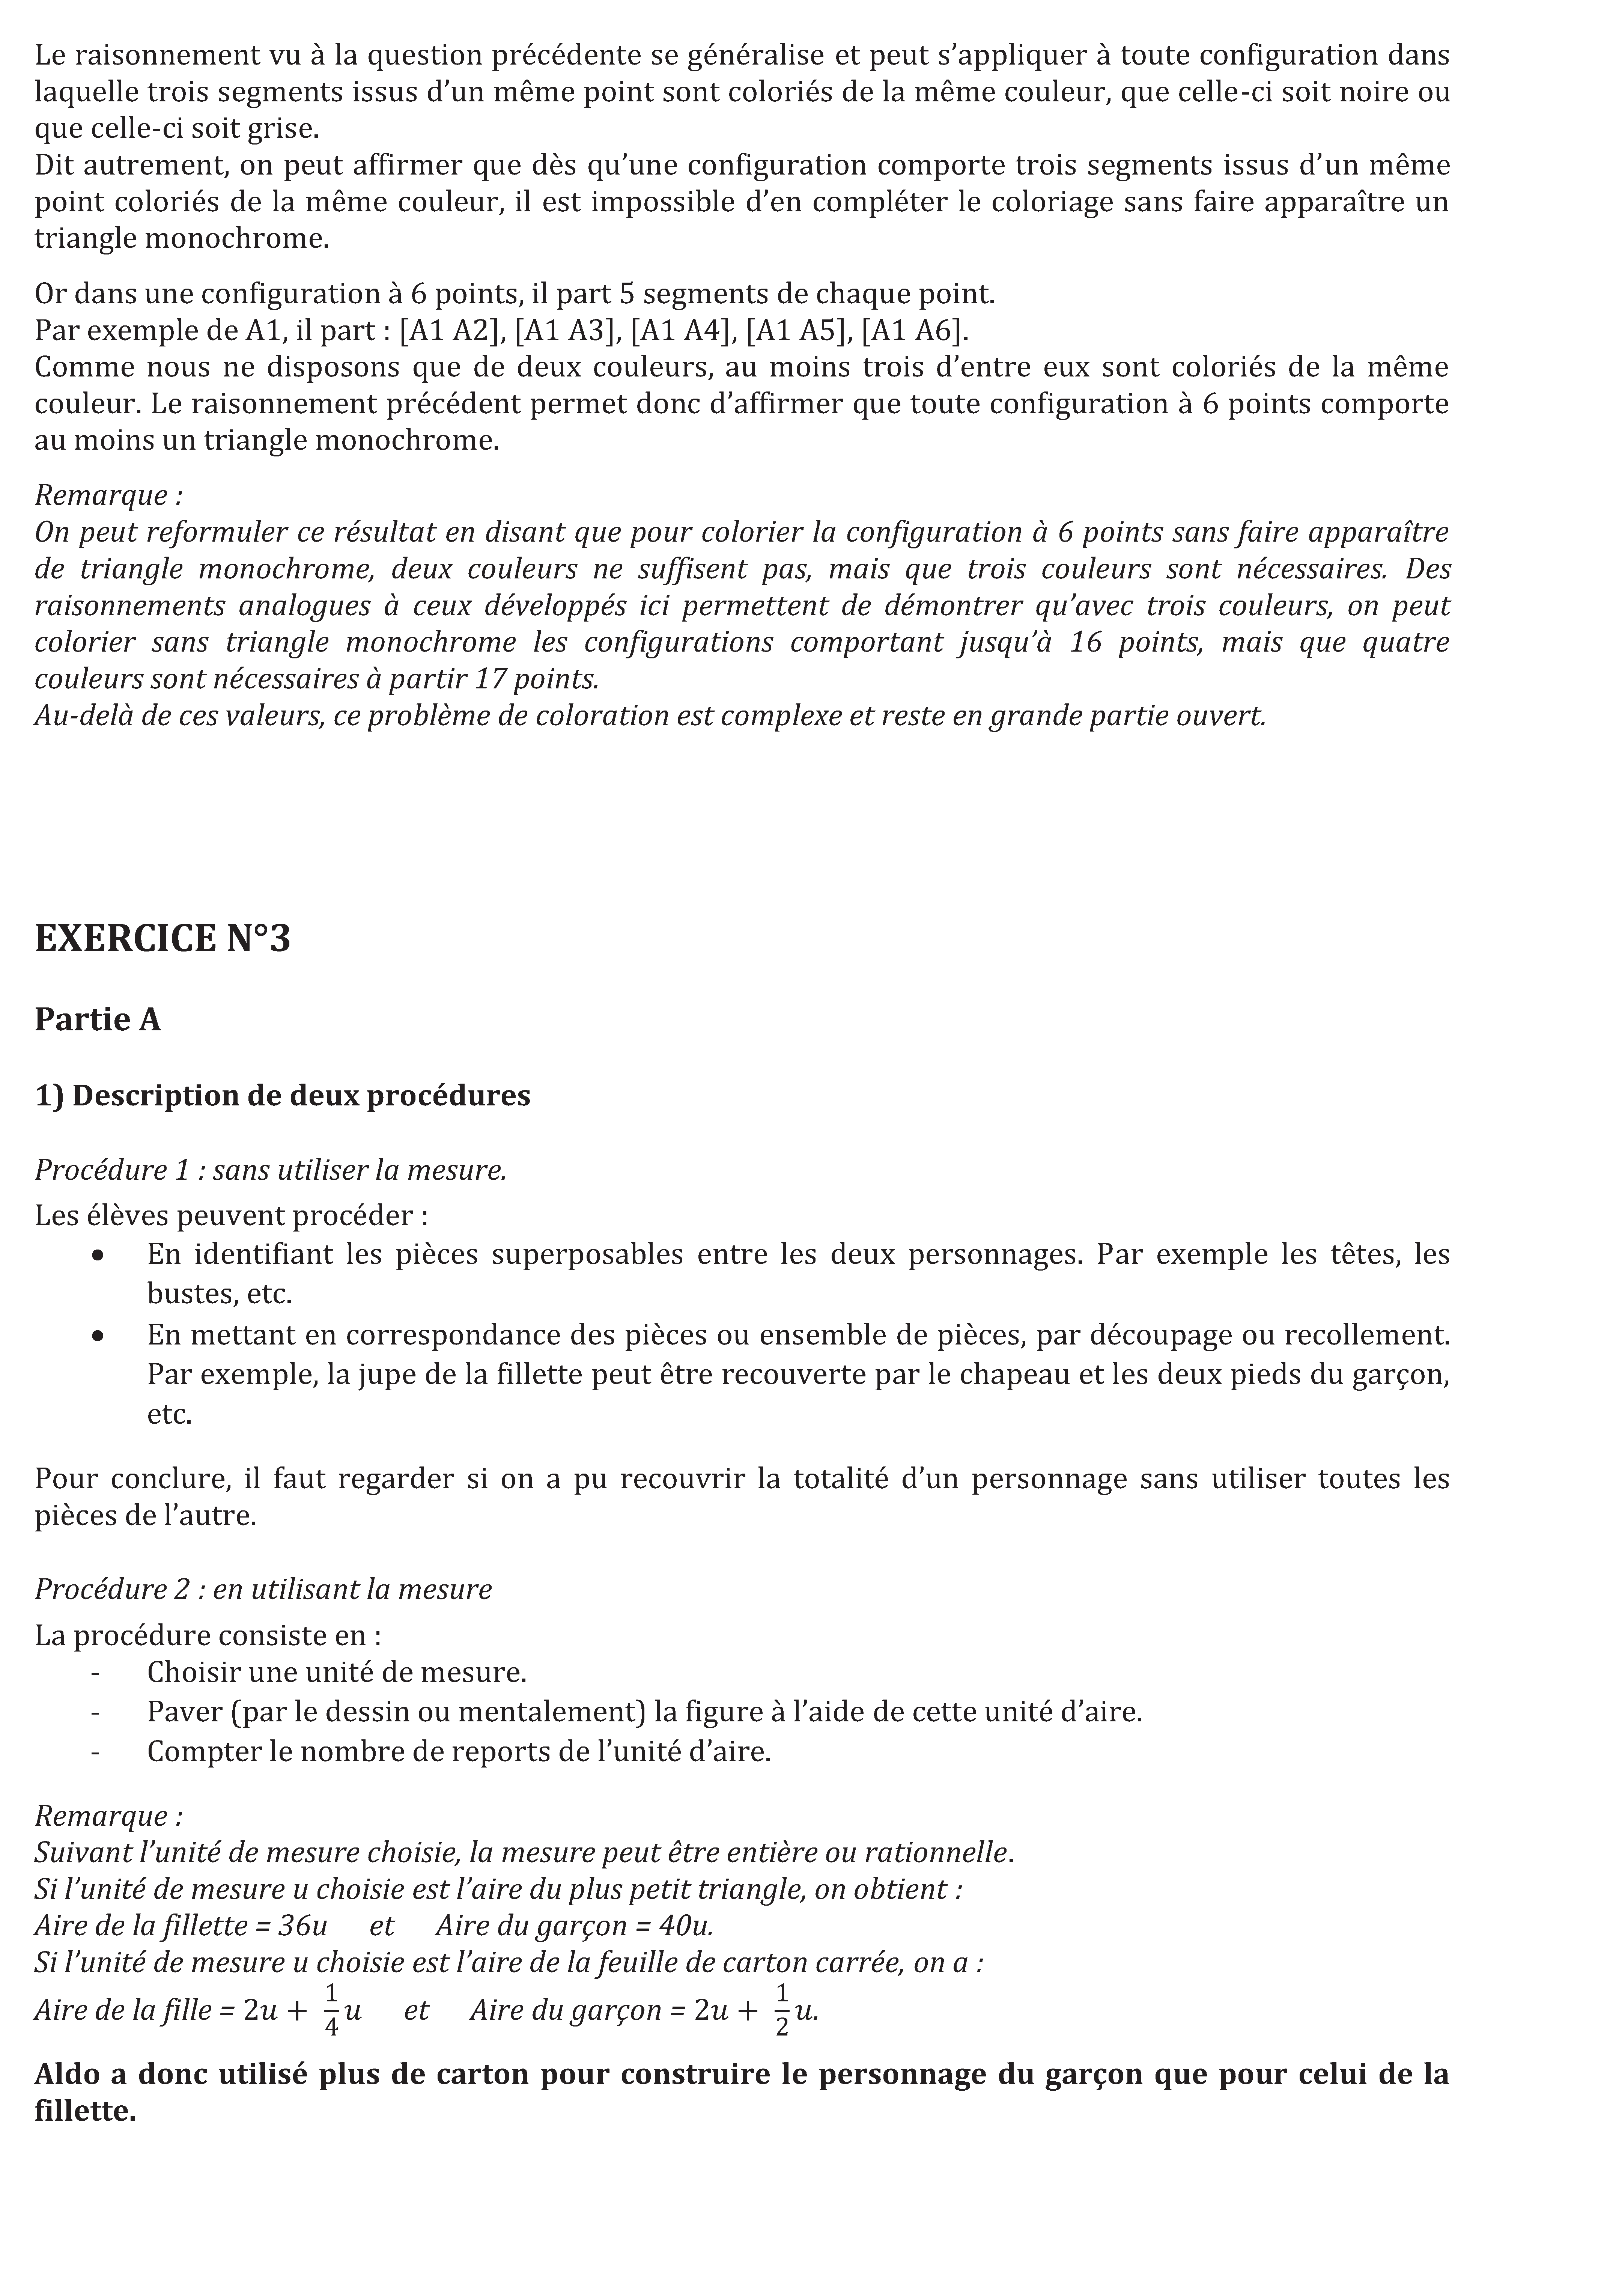 Le raisonnement vu à la question précédente se généralise et peut s’appliquer à toute configuration dans
laquelle trois segments issus d’un même point sont coloriés de la même couleur, que celle-ci soit noire ou
que celle-ci soit grise.
Dit autrement, on peut affirmer que dès qu’une configuration comporte trois segments issus d’un même
point coloriés de la même couleur, il est impossible d’en compléter le coloriage sans faire apparaître un
triangle monochrome.
Or dans une configuration à 6 points, il part 5 segments de chaque point.
Par exemple de A1, il part : [A1 A2], [A1 A3], [A1 A4], [A1 A5], [A1 A6].
Comme nous ne disposons que de deux couleurs, au moins trois d’entre eux sont coloriés de la même
couleur. Le raisonnement précédent permet donc d’affirmer que toute configuration à 6 points comporte
au moins un triangle monochrome.
Remarque :
On peut reformuler ce résultat en disant que pour colorier la configuration à 6 points sans faire apparaître
de triangle monochrome, deux couleurs ne suffisent pas, mais que trois couleurs sont nécessaires. Des
raisonnements analogues à ceux développés ici permettent de démontrer qu’avec trois couleurs, on peut
colorier sans triangle monochrome les configurations comportant jusqu’à 16 points, mais que quatre
couleurs sont nécessaires à partir 17 points.
Au-delà de ces valeurs, ce problème de coloration est complexe et reste en grande partie ouvert.
EXERCICE N°3
Partie A
1) Description de deux procédures
Procédure 1 : sans utiliser la mesure.
Les élèves peuvent procéder :
• En identifiant les pièces superposables entre les deux personnages. Par exemple les têtes, les
bustes, etc.
• En mettant en correspondance des pièces ou ensemble de pièces, par découpage ou recollement.
Par exemple, la jupe de la fillette peut être recouverte par le chapeau et les deux pieds du garçon,
etc.
Pour conclure, il faut regarder si on a pu recouvrir la totalité d’un personnage sans utiliser toutes les
pièces de l’autre.
Procédure 2 : en utilisant la mesure
La procédure consiste en :
- Choisir une unité de mesure.
- Paver (par le dessin ou mentalement) la figure à l’aide de cette unité d’aire.
- Compter le nombre de reports de l’unité d’aire.
Remarque :
Suivant l’unité de mesure choisie, la mesure peut être entière ou rationnelle.
Si l’unité de mesure u choisie est l’aire du plus petit triangle, on obtient :
Aire de la fillette = 36u et Aire du garçon = 40u.
Si l’unité de mesure u choisie est l’aire de la feuille de carton carrée, on a :
Aire de la fille = 2u + 1/4 u et Aire du garçon = 2u + 1/2 u.
Aldo a donc utilisé plus de carton pour construire le personnage du garçon que pour celui de la
fillette.